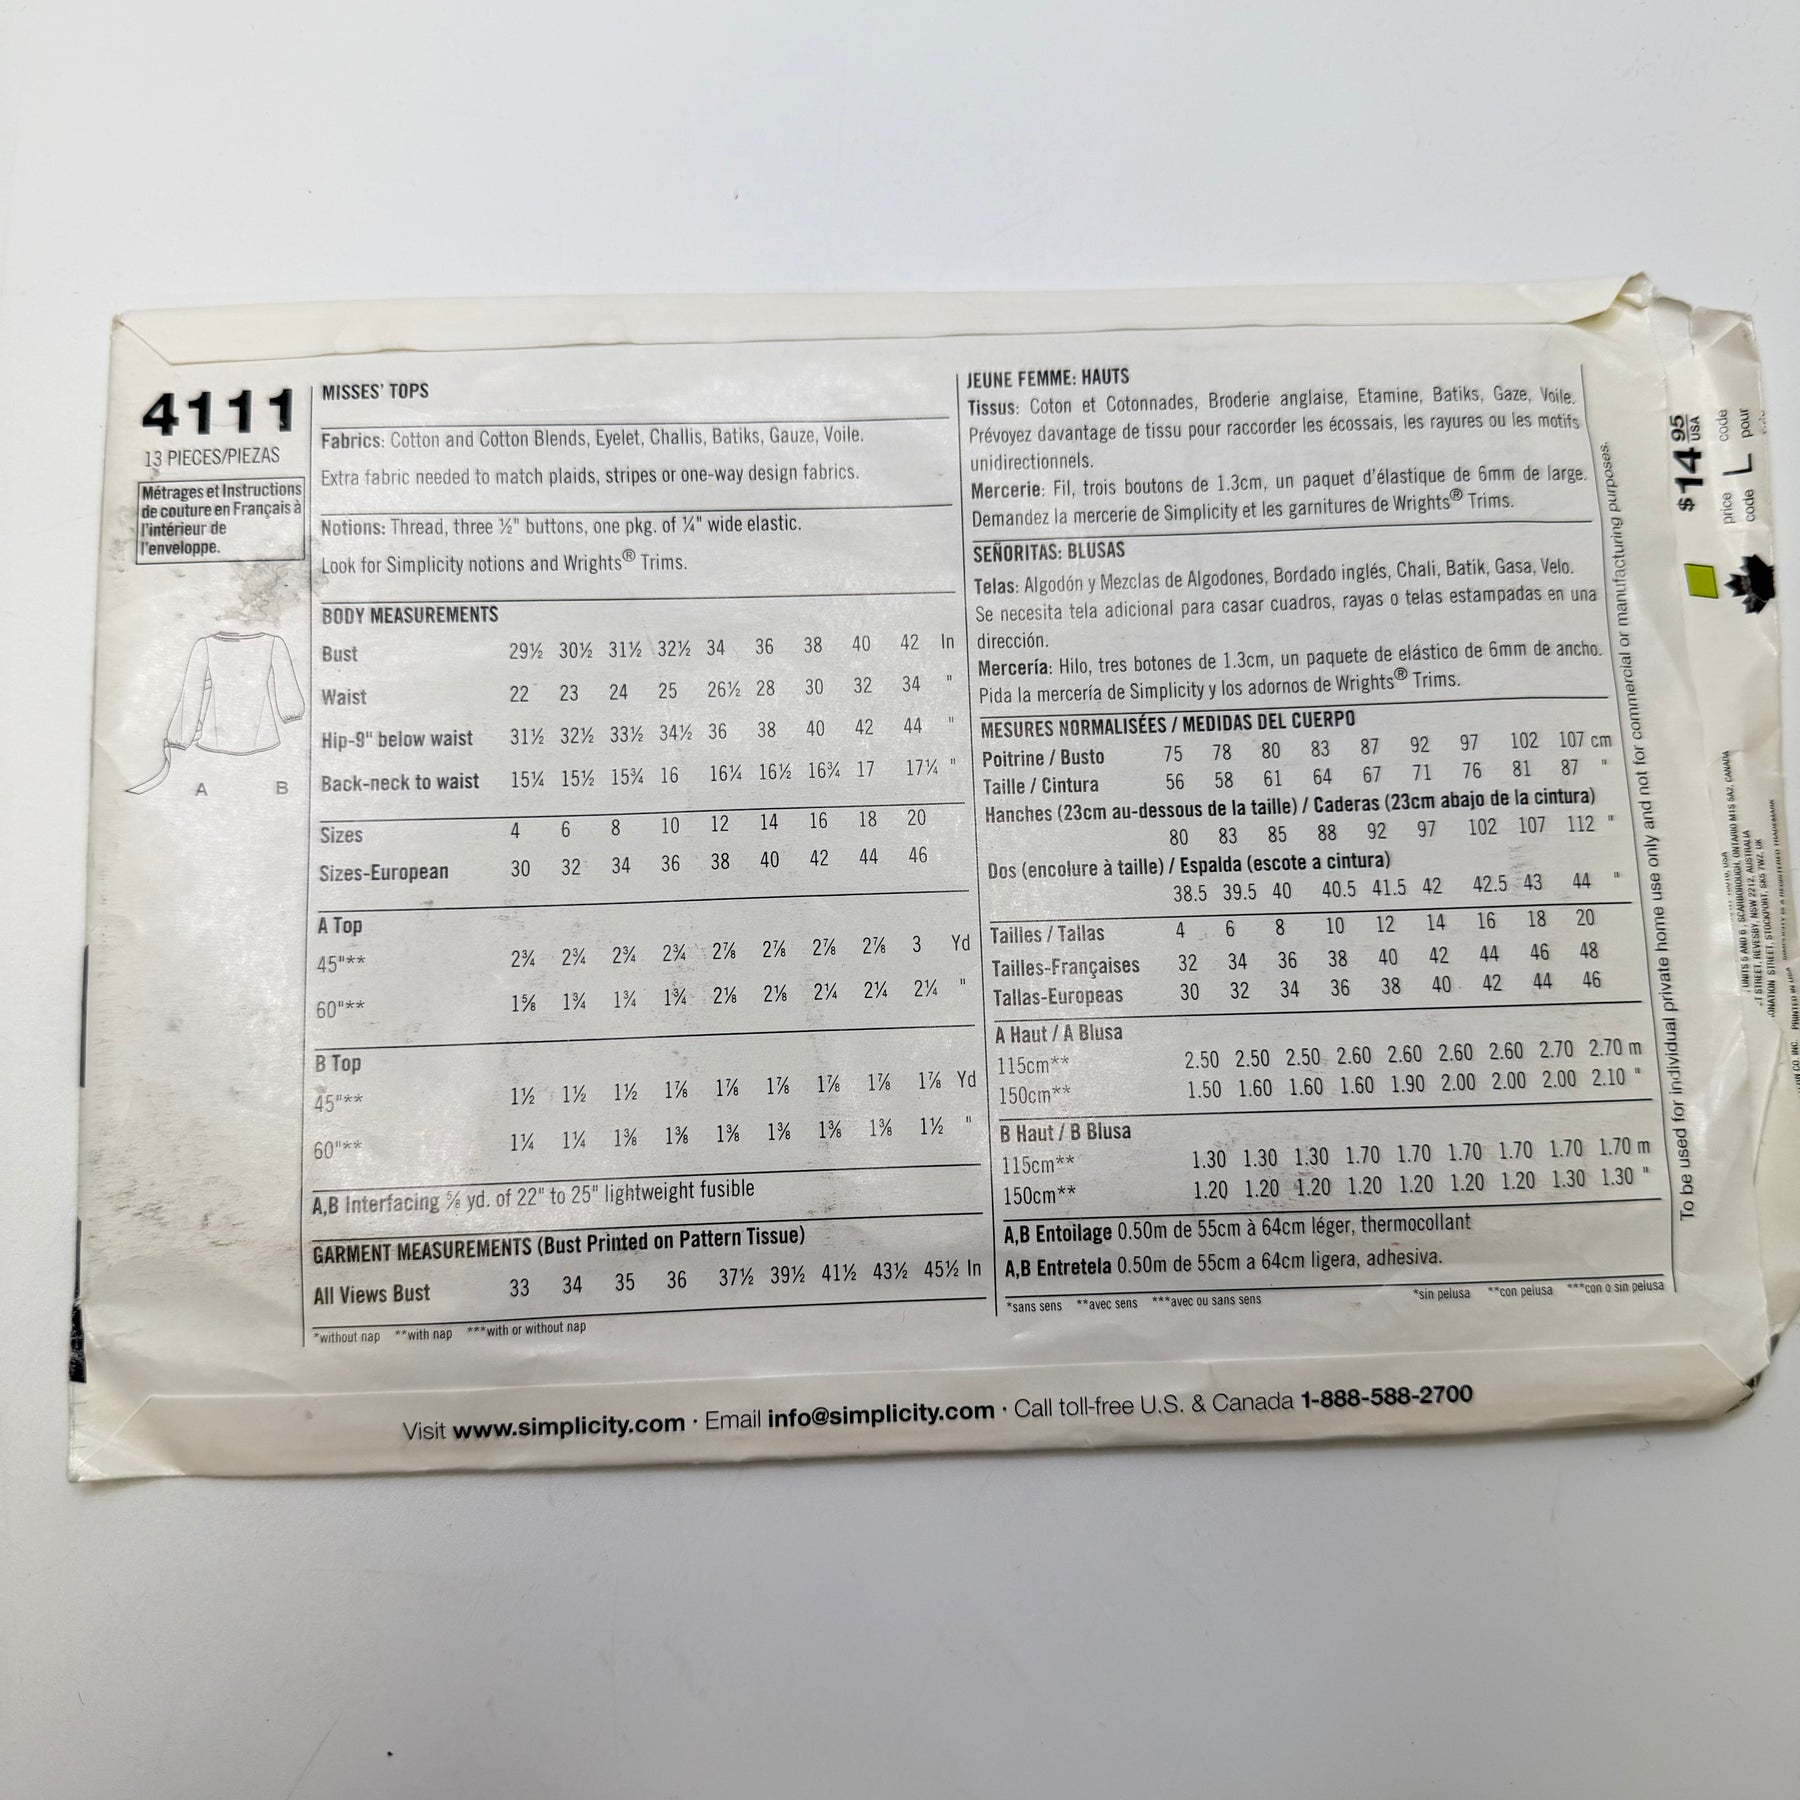 4111
13 PIECES/PIEZAS
Métrages et Instructions
de couture en Français à
l'intérieur de
l'enveloppe.
A B
MISSES' TOPS
Fabrics: Cotton and Cotton Blends, Eyelet, Challis, Batiks, Gauze, Voile.
Extra fabric needed to match plaids, stripes or one-way design fabrics.
Notions: Thread, three ½" buttons, one pkg. of ¼" wide elastic.
Look for Simplicity notions and Wrights® Trims.
BODY MEASUREMENTS
Bust 29½ 30½ 31½ 32½ 34 36 38 40 42 In
Waist 22 23 24 25 26½ 28 30 32 34 "
Hip-9" below waist 31½ 32½ 33½ 34½ 36 38 40 42 44 "
Back-neck to waist 15¼ 15½ 15¾ 16 16¼ 16½ 16¾ 17 17¼ "
Sizes 4 6 8 10 12 14 16 18 20
Sizes-European 30 32 34 36 38 40 42 44 46
A Top
45"** 2¾ 2¾ 2¾ 2¾ 2⅞ 2⅞ 2⅞ 2⅞ 3 Yd
60"** 1⅝ 1¾ 1¾ 1¾ 2⅛ 2⅛ 2¼ 2¼ 2¼ "
B Top
45"** 1½ 1½ 1½ 1⅞ 1⅞ 1⅞ 1⅞ 1⅞ 1⅞ Yd
60"** 1¼ 1¼ 1⅜ 1⅜ 1⅜ 1⅜ 1⅜ 1⅜ 1½ "
A,B Interfacing ⅝ yd. of 22" to 25" lightweight fusible
GARMENT MEASUREMENTS (Bust Printed on Pattern Tissue)
All Views Bust 33 34 35 36 37½ 39½ 41½ 43½ 45½ In
*without nap **with nap ***with or without nap
JEUNE FEMME: HAUTS
Tissus: Coton et Cotonnades, Broderie anglaise, Etamine, Batiks, Gaze, Voile.
Prévoyez davantage de tissu pour raccorder les écossais, les rayures ou les motifs
unidirectionnels.
Mercerie: Fil, trois boutons de 1.3cm, un paquet d'élastique de 6mm de large.
Demandez la mercerie de Simplicity et les garnitures de Wrights® Trims.
SEÑORITAS: BLUSAS
Telas: Algodón y Mezclas de Algodones, Bordado inglés, Chali, Batik, Gasa, Velo.
Se necesita tela adicional para casar cuadros, rayas o telas estampadas en una
dirección.
Mercería: Hilo, tres botones de 1.3cm, un paquete de elástico de 6mm de ancho.
Pida la mercería de Simplicity y los adornos de Wrights® Trims.
MESURES NORMALISÉES / MEDIDAS DEL CUERPO
Poitrine / Busto 75 78 80 83 87 92 97 102 107 cm
Taille / Cintura 56 58 61 64 67 71 76 81 87 "
Hanches (23cm au-dessous de la taille) / Caderas (23cm abajo de la cintura)
80 83 85 88 92 97 102 107 112 "
Dos (encolure à taille) / Espalda (escote a cintura)
38.5 39.5 40 40.5 41.5 42 42.5 43 44 "
Tailles / Tallas 4 6 8 10 12 14 16 18 20
Tailles-Françaises 32 34 36 38 40 42 44 46 48
Tallas-Europeas 30 32 34 36 38 40 42 44 46
A Haut / A Blusa
115cm** 2.50 2.50 2.50 2.60 2.60 2.60 2.60 2.70 2.70 m
150cm** 1.50 1.60 1.60 1.60 1.90 2.00 2.00 2.00 2.10 "
B Haut / B Blusa
115cm** 1.30 1.30 1.30 1.70 1.70 1.70 1.70 1.70 1.70 m
150cm** 1.20 1.20 1.20 1.20 1.20 1.20 1.20 1.30 1.30 "
A,B Entoilage 0.50m de 55cm à 64cm léger, thermocollant
A,B Entretela 0.50m de 55cm a 64cm ligera, adhesiva.
*sans sens **avec sens ***avec ou sans sens *sin pelusa **con pelusa ***con o sin pelusa
To be used for individual private home use only and not for commercial or manufacturing purposes.
$14 95 USA
price code
code L pour
UNITS 5 AND 6, SCARBOROUGH, ONTARIO M1S 5A2, CANADA
STREET, REVESBY, NSW 2212, AUSTRALIA
STREET, STOCKPORT, SK5 7WZ, UK
Visit www.simplicity.com · Email info@simplicity.com · Call toll-free U.S. & Canada 1-888-588-2700